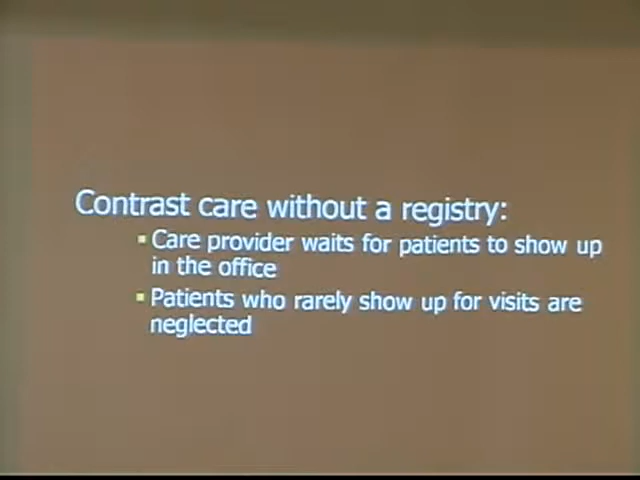 Contrast care without a registry:
▪Care provider waits for patients to show up
in the office
▪Patients who rarely show up for visits are
neglected